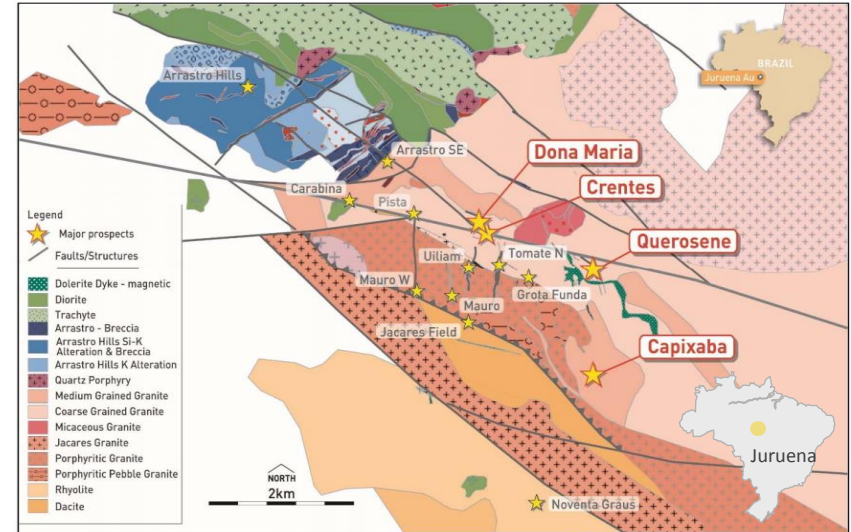 BRAZIL
Juruena Au
Arrastro Hills
Arrastro SE
Dona Maria
Crentes
Carabina
Pista
Querosene
Uiliam
Tomate N
Mauro W
Grota Funda
Mauro
Jacares Field
Capixaba
Juruena
Noventa Graus
Legend
Major prospects
Faults/Structures
Dolerite Dyke - magnetic
Diorite
Trachyte
Arrastro - Breccia
Arrastro Hills Si-K
Alteration & Breccia
Arrastro Hills K Alteration
Quartz Porphyry
Medium Grained Granite
Coarse Grained Granite
Micaceous Granite
Jacares Granite
Porphyritic Granite
Porphyritic Pebble Granite
Rhyolite
Dacite
NORTH
2km